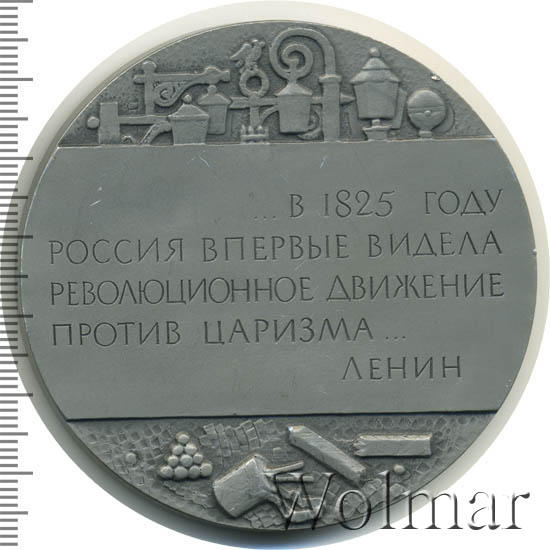 ...В 1825 ГОДУ
РОССИЯ ВПЕРВЫЕ ВИДЕЛА
РЕВОЛЮЦИОННОЕ ДВИЖЕНИЕ
ПРОТИВ ЦАРИЗМА...
ЛЕНИН
Wolmar